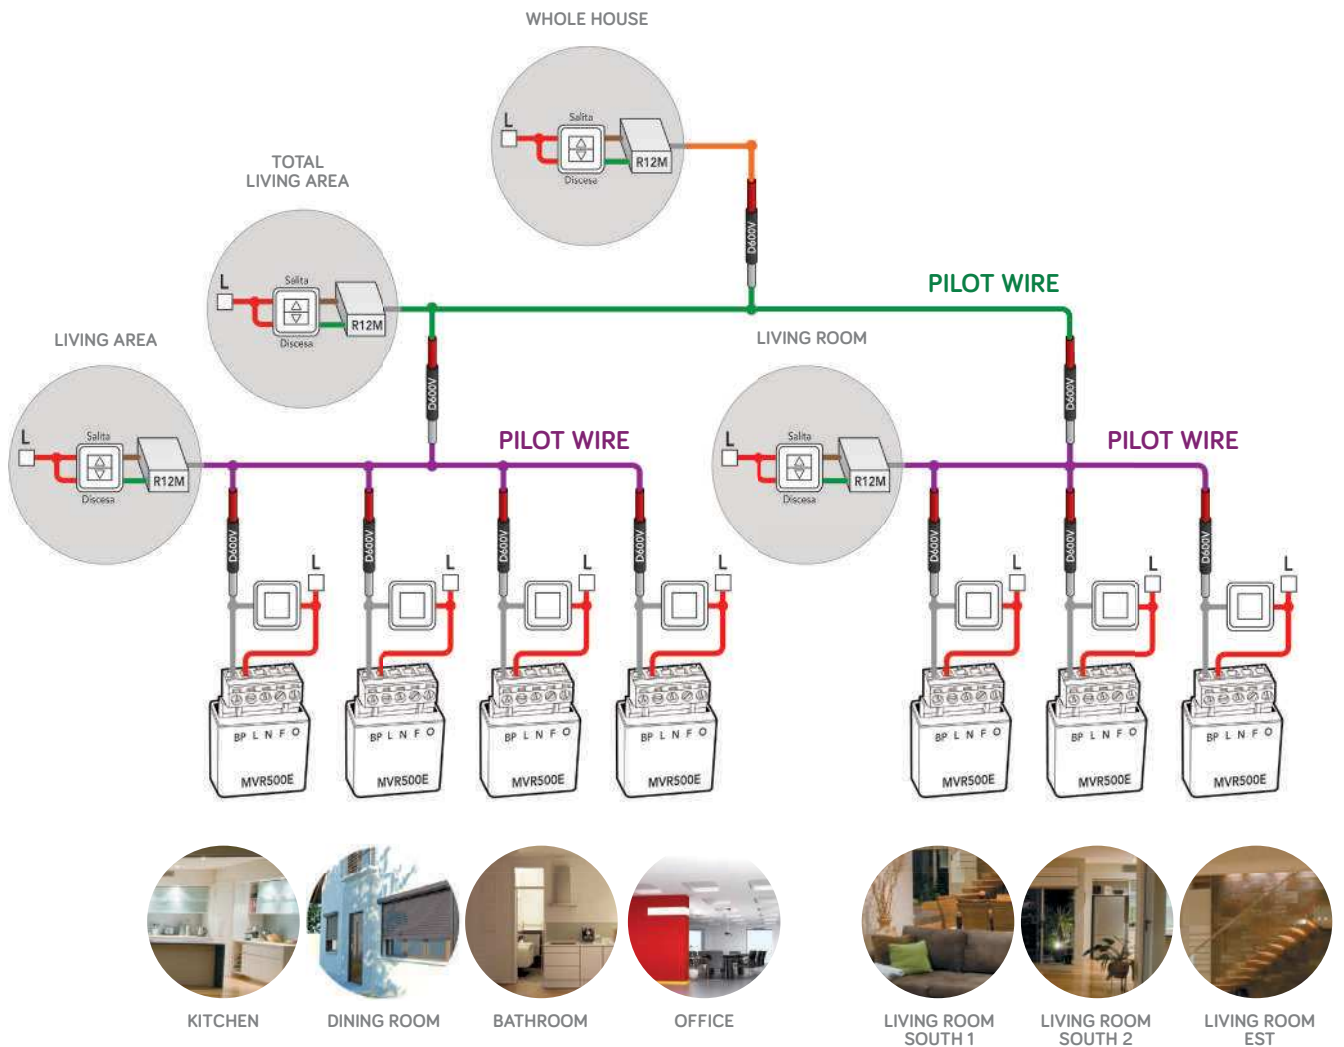 WHOLE HOUSE
L
Salita
R12M
Discesa
TOTAL
LIVING AREA
L
Salita
R12M
Discesa
D600V
PILOT WIRE
LIVING AREA
L
Salita
R12M
Discesa
D600V
PILOT WIRE
LIVING ROOM
L
Salita
R12M
Discesa
D600V
PILOT WIRE
D600V
D600V
D600V
D600V
D600V
D600V
D600V
L
L
L
L
L
L
L
BP L N F O
BP L N F O
BP L N F O
BP L N F O
BP L N F O
BP L N F O
BP L N F O
MVR500E
MVR500E
MVR500E
MVR500E
MVR500E
MVR500E
MVR500E
KITCHEN
DINING ROOM
BATHROOM
OFFICE
LIVING ROOM
SOUTH 1
LIVING ROOM
SOUTH 2
LIVING ROOM
EST